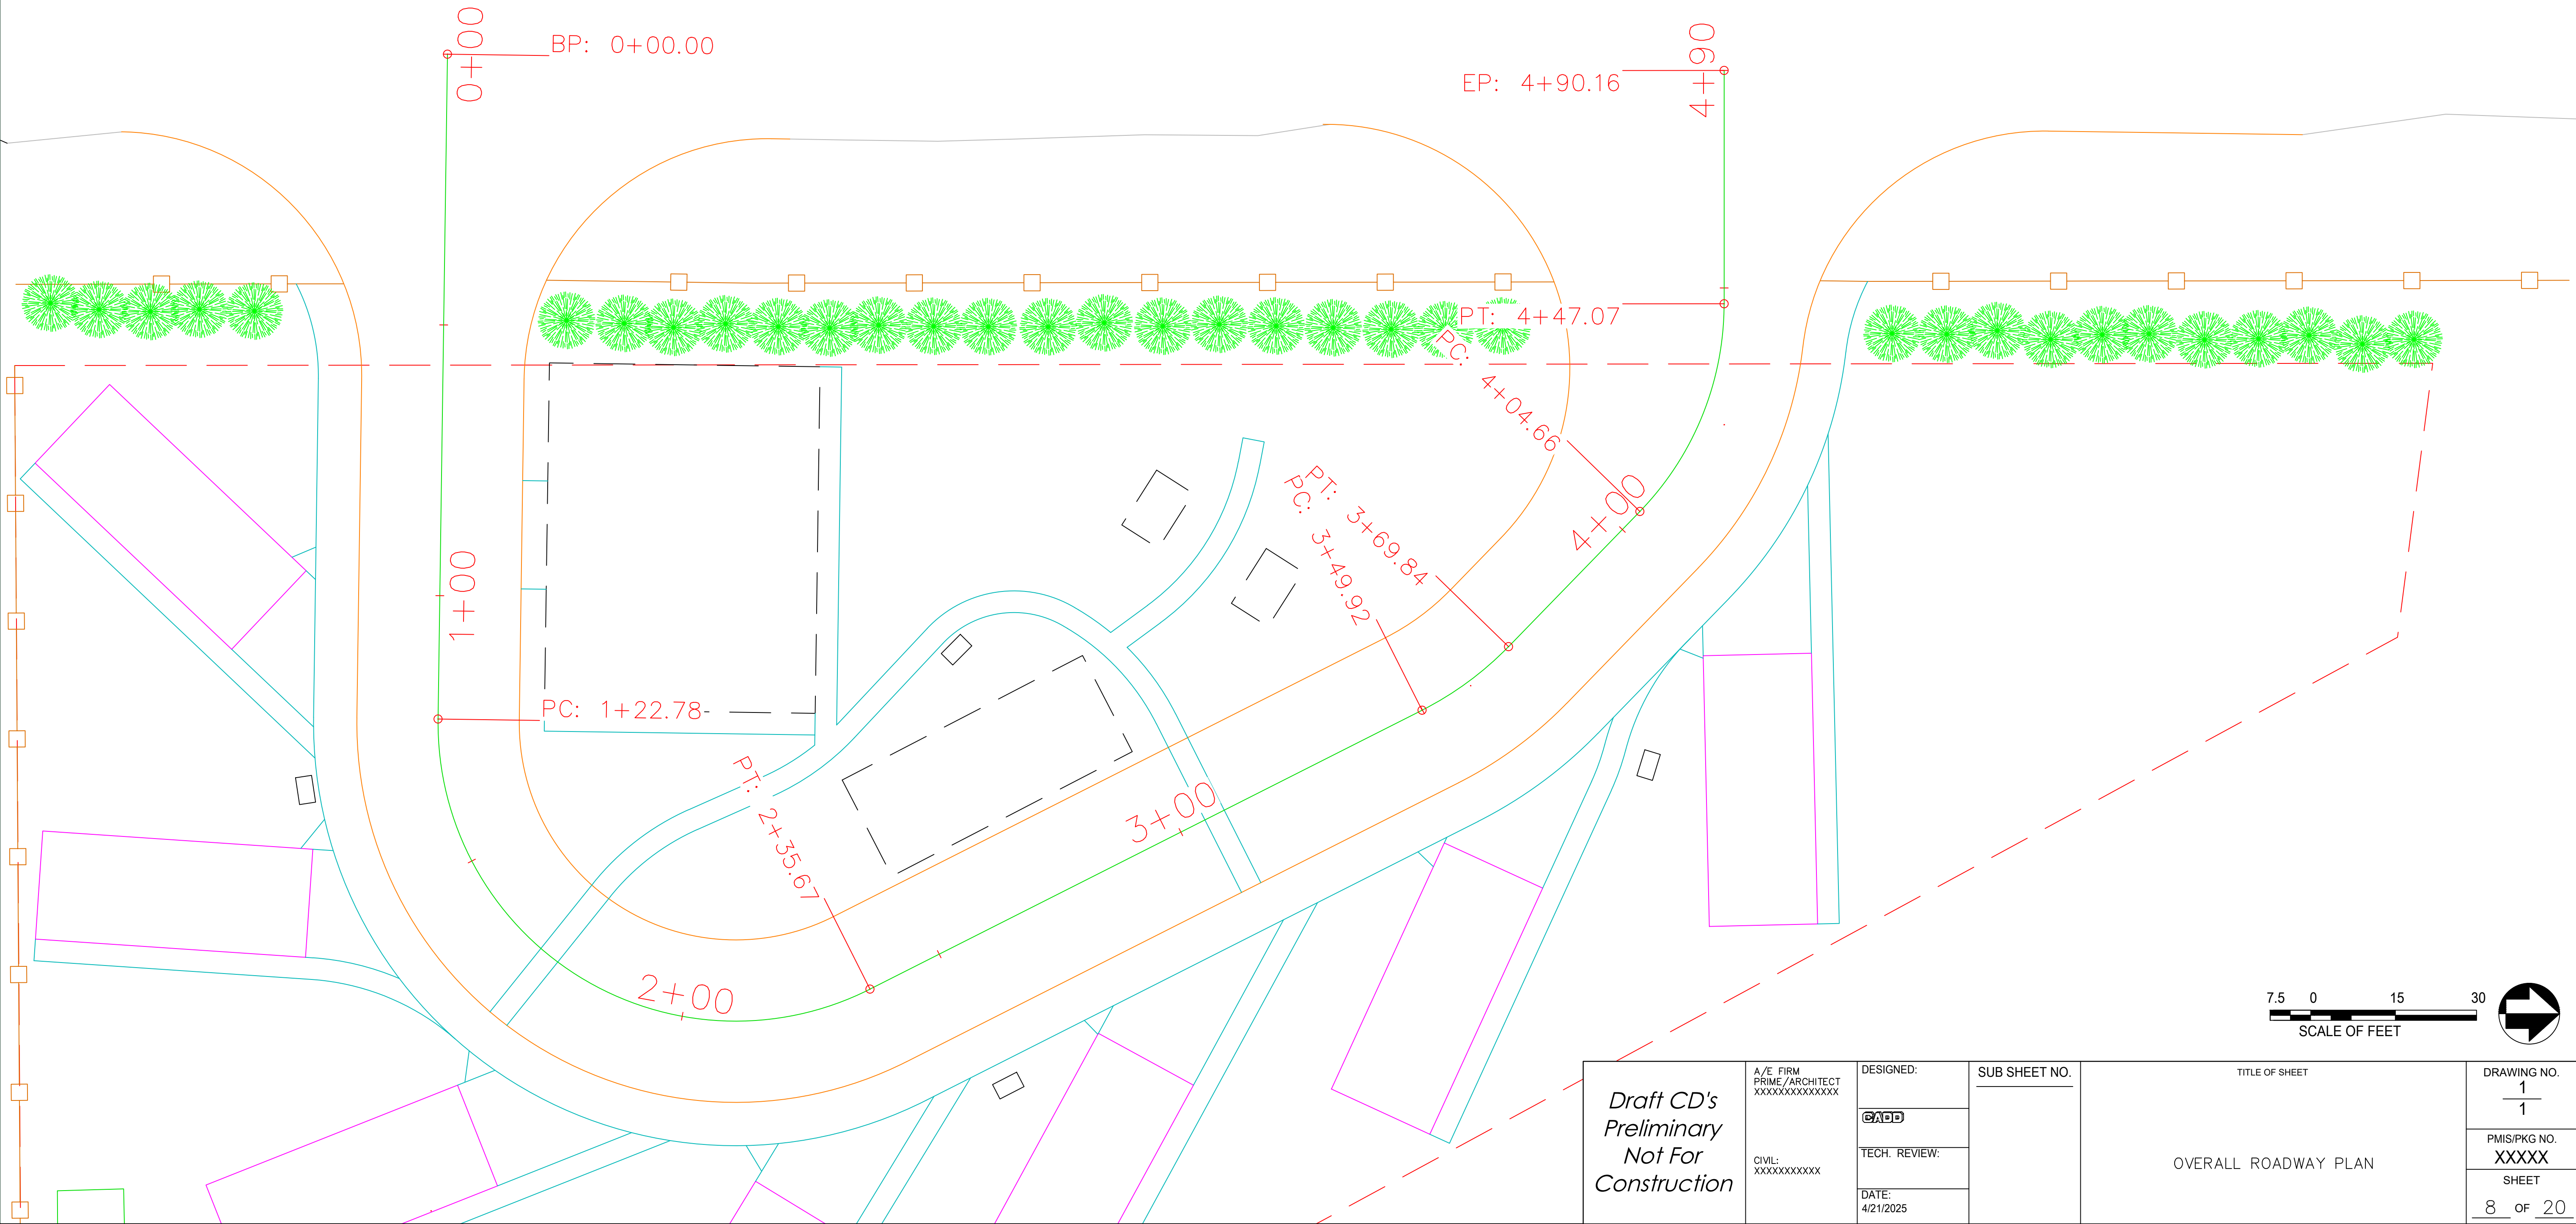 0+00
BP: 0+00.00
4+90
EP: 4+90.16
PT: 4+47.07
PC: 4+04.66
4+00
PT: 3+69.84
PC: 3+49.92
1+00
PC: 1+22.78
PT: 2+35.67
3+00
2+00
7.5 0 15 30
SCALE OF FEET
Draft CD's
Preliminary
Not For
Construction
A/E FIRM
PRIME/ARCHITECT
XXXXXXXXXXXXXX
CIVIL:
XXXXXXXXXXX
DESIGNED:
CADD
TECH. REVIEW:
DATE:
4/21/2025
SUB SHEET NO.
TITLE OF SHEET
OVERALL ROADWAY PLAN
DRAWING NO.
1
1
PMIS/PKG NO.
XXXXX
SHEET
8 OF 20